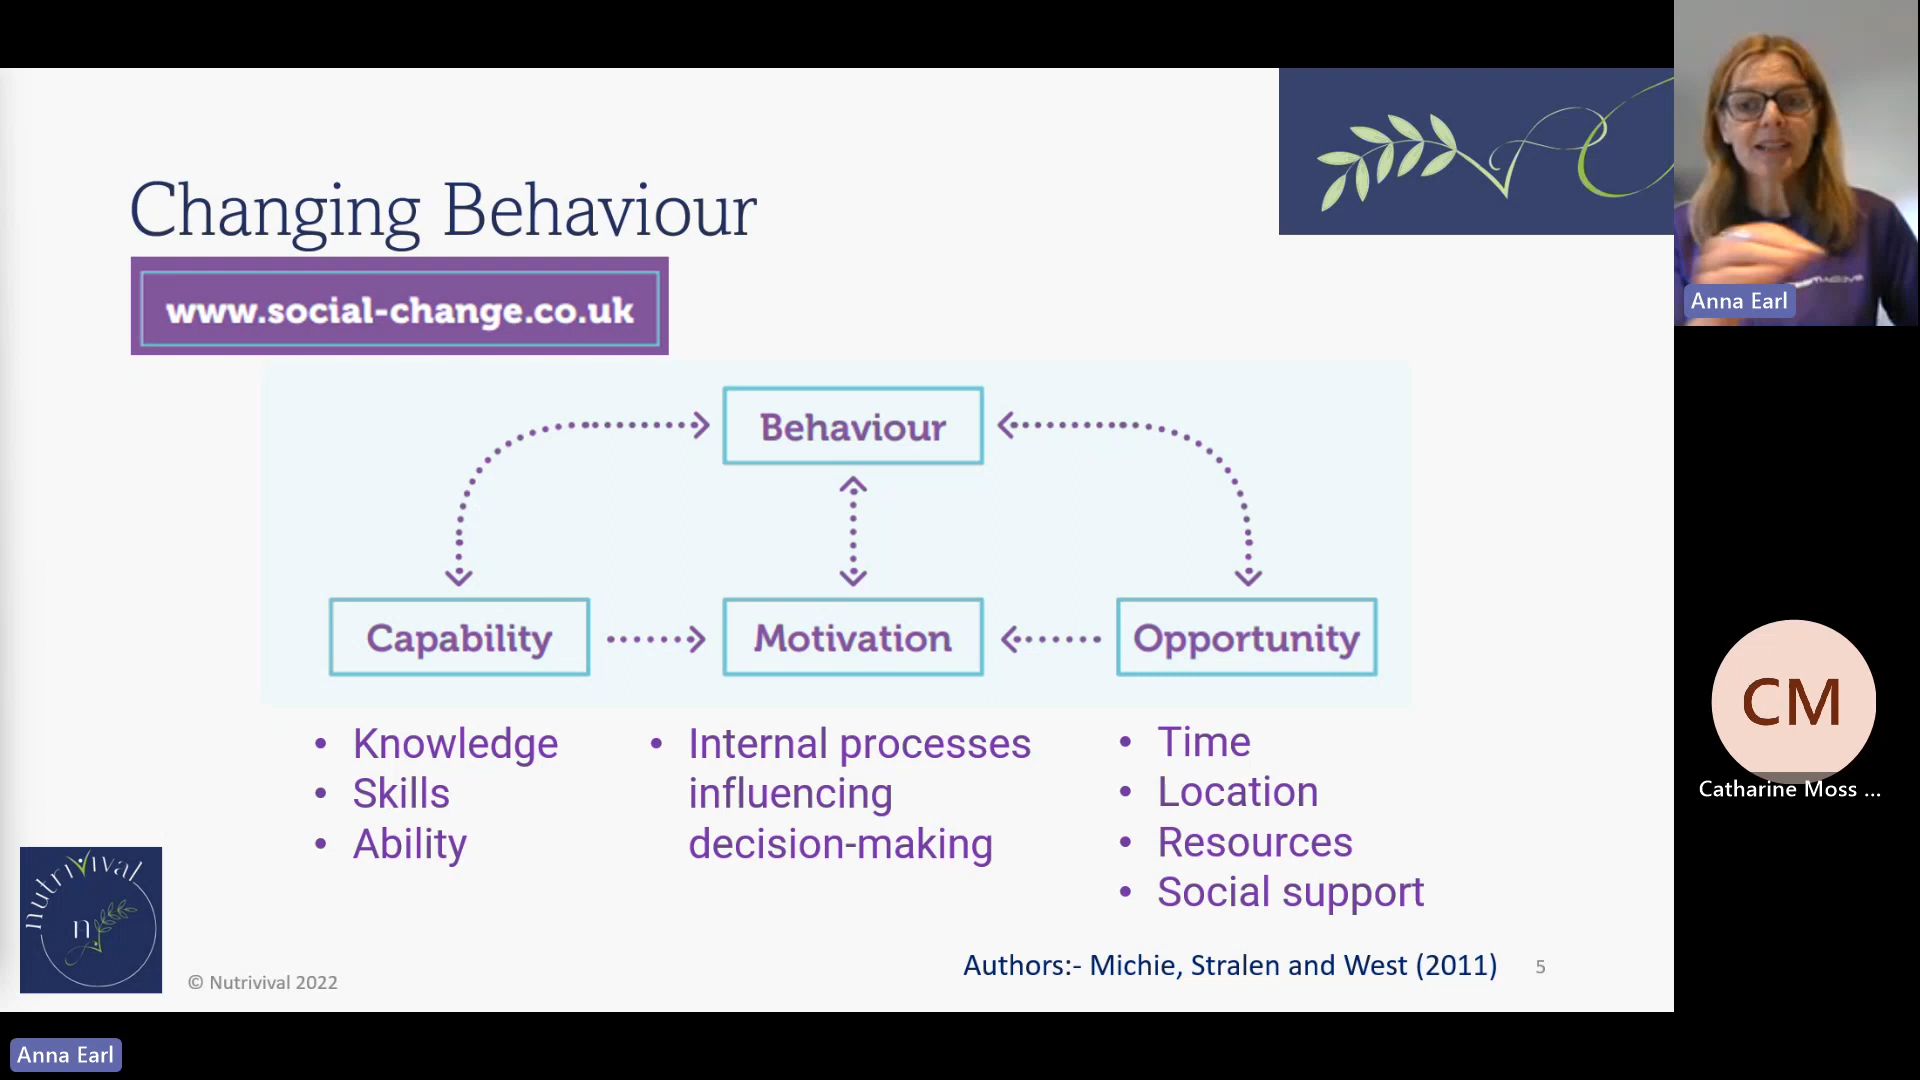 Changing Behaviour
www.social-change.co.uk
Behaviour
Capability
Motivation
Opportunity
• Knowledge
• Skills
• Ability
• Internal processes
influencing
decision-making
• Time
• Location
• Resources
• Social support
Authors:- Michie, Stralen and West (2011)
5
nutrivival
n
© Nutrivival 2022
Anna Earl
CM
Catharine Moss ...
Anna Earl